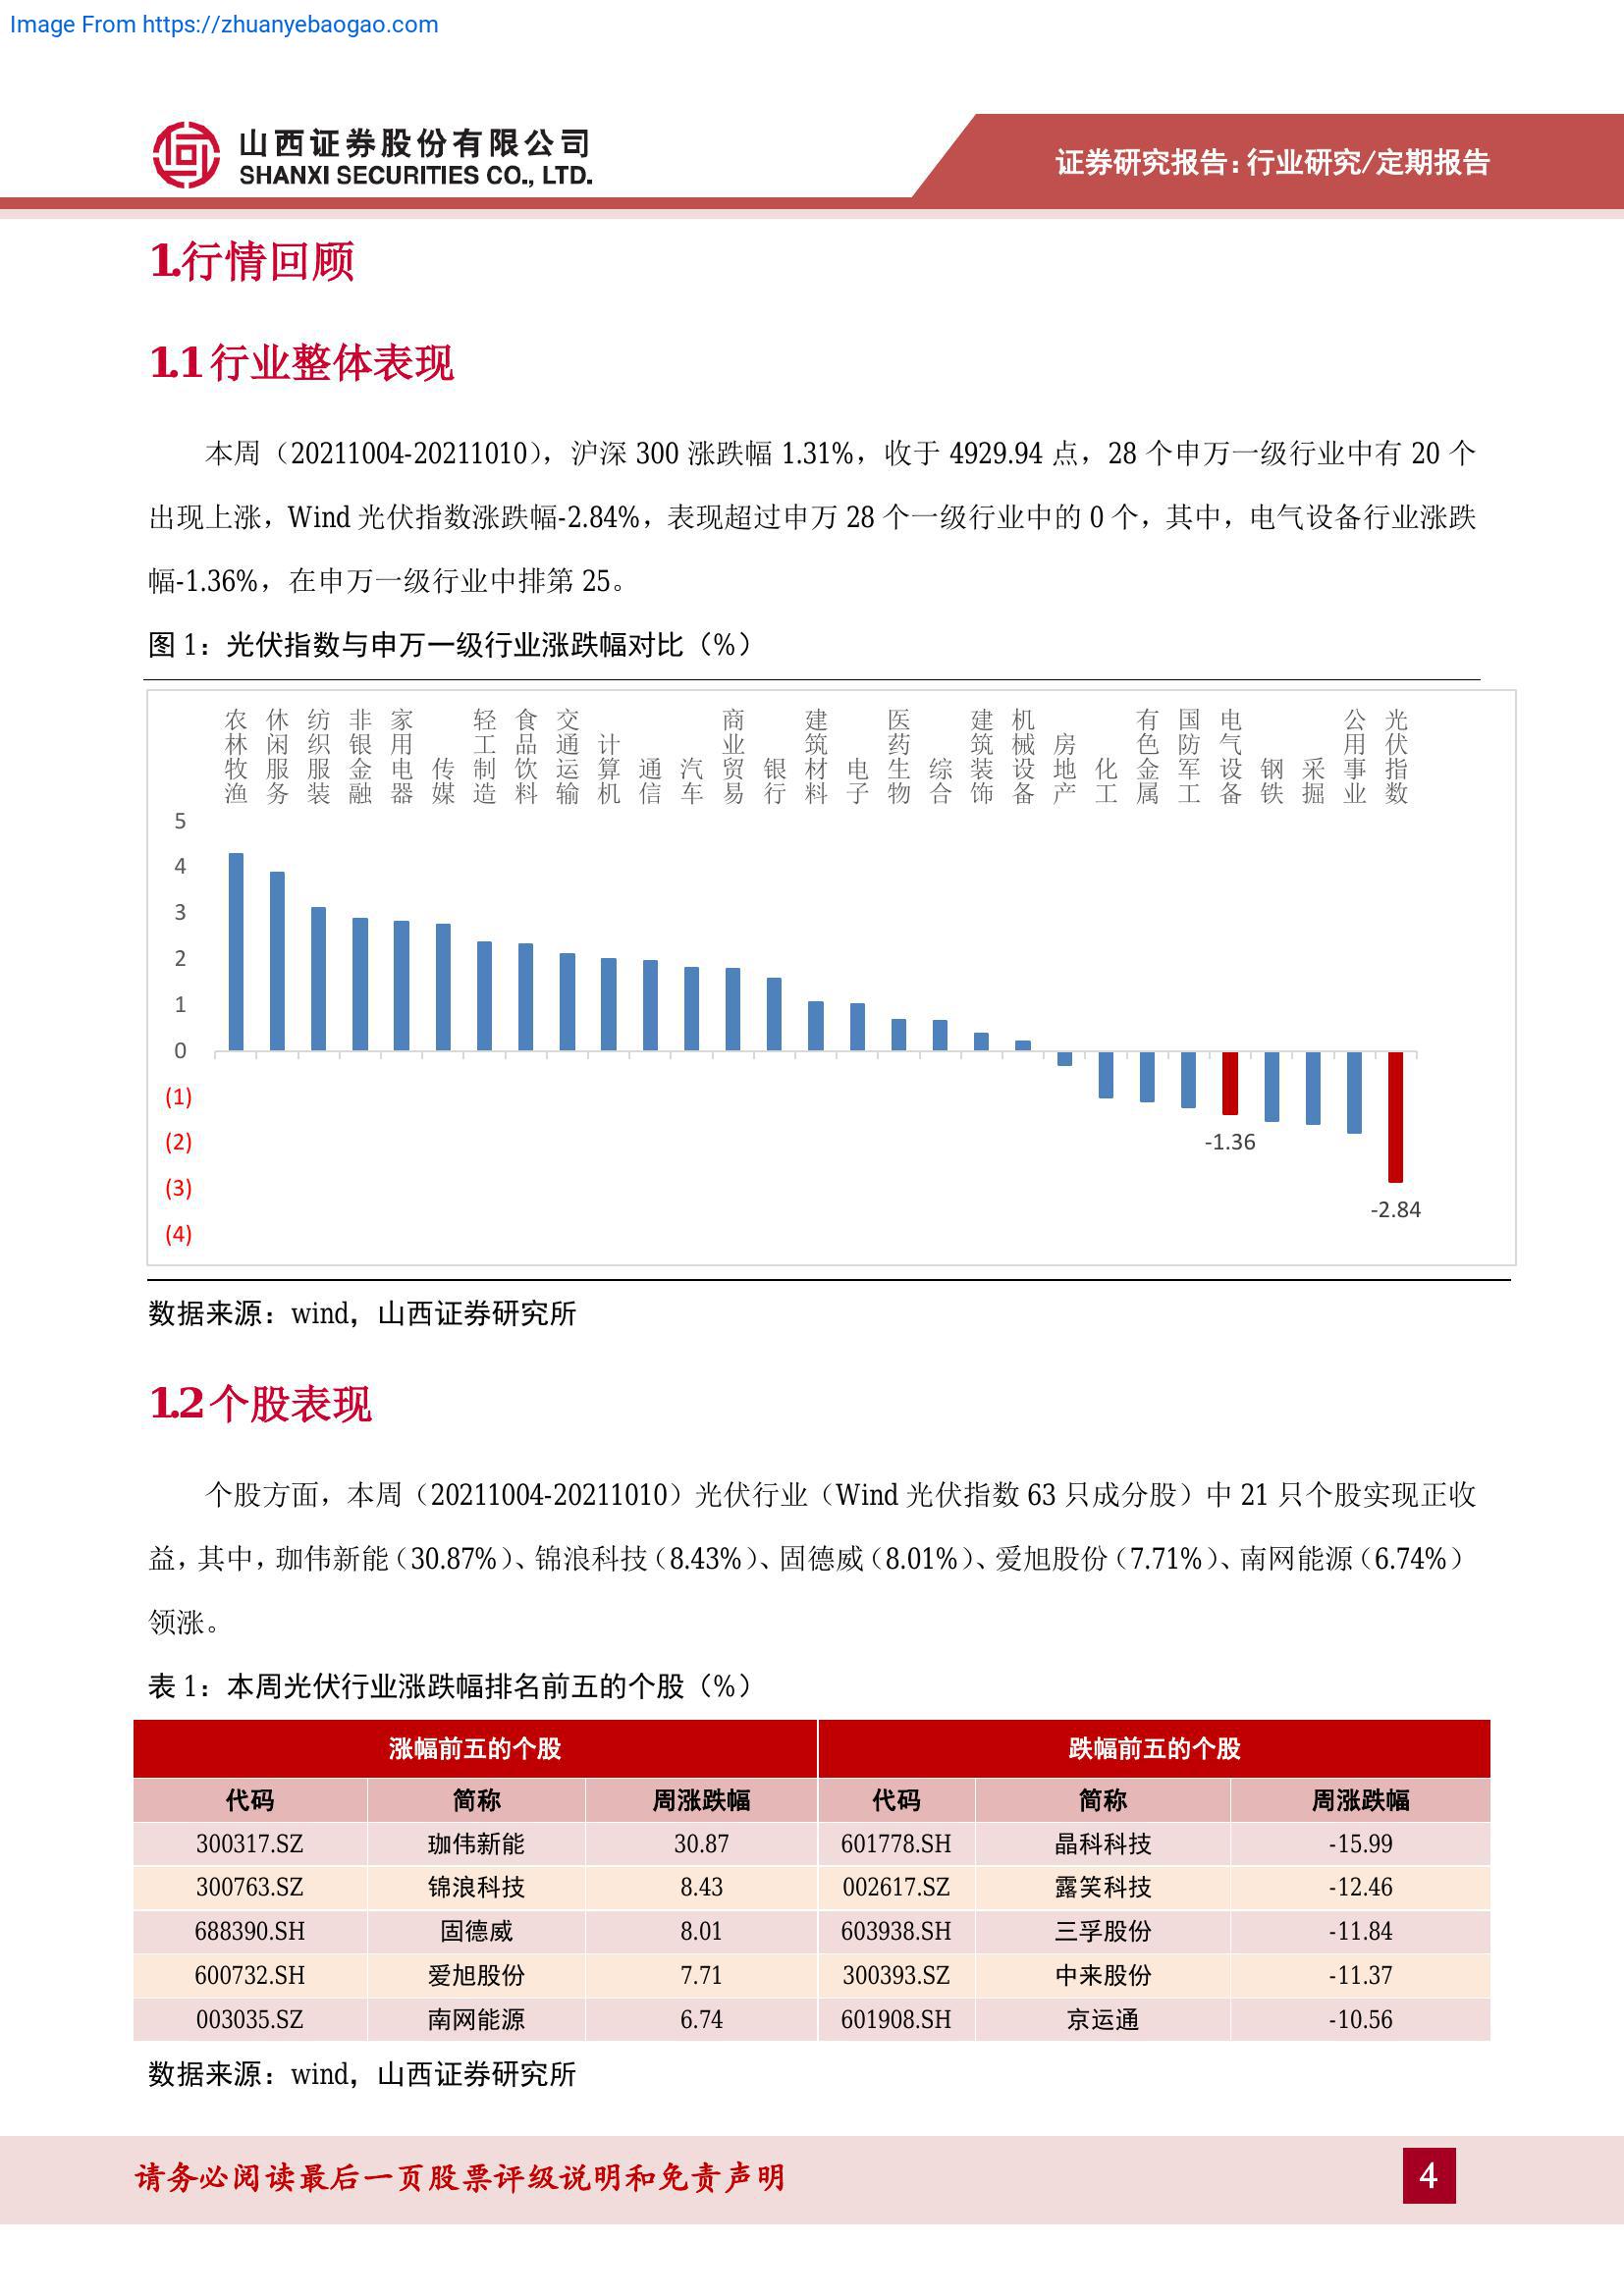 Image From https://zhuanyebaogao.com
山西证券股份有限公司
SHANXI SECURITIES CO., LTD.
证券研究报告:行业研究/定期报告
1.行情回顾
1.1 行业整体表现
本周（20211004-20211010），沪深 300 涨跌幅 1.31%，收于 4929.94 点，28 个申万一级行业中有 20 个
出现上涨，Wind 光伏指数涨跌幅-2.84%，表现超过申万 28 个一级行业中的 0 个，其中，电气设备行业涨跌
幅-1.36%，在申万一级行业中排第 25。
图 1：光伏指数与申万一级行业涨跌幅对比（%）
农林牧渔
休闲服务
纺织服装
非银金融
家用电器
传媒
轻工制造
食品饮料
交通运输
计算机
通信
汽车
商业贸易
银行
建筑材料
电子
医药生物
综合
建筑装饰
机械设备
房地产
化工
有色金属
国防军工
电气设备
钢铁
采掘
公用事业
光伏指数
5
4
3
2
1
0
(1)
(2)
(3)
(4)
-1.36
-2.84
数据来源：wind，山西证券研究所
1.2 个股表现
个股方面，本周（20211004-20211010）光伏行业（Wind 光伏指数 63 只成分股）中 21 只个股实现正收
益，其中，珈伟新能（30.87%）、锦浪科技（8.43%）、固德威（8.01%）、爱旭股份（7.71%）、南网能源（6.74%）
领涨。
表 1：本周光伏行业涨跌幅排名前五的个股（%）
涨幅前五的个股 跌幅前五的个股
代码 简称 周涨跌幅 代码 简称 周涨跌幅
300317.SZ 珈伟新能 30.87 601778.SH 晶科科技 -15.99
300763.SZ 锦浪科技 8.43 002617.SZ 露笑科技 -12.46
688390.SH 固德威 8.01 603938.SH 三孚股份 -11.84
600732.SH 爱旭股份 7.71 300393.SZ 中来股份 -11.37
003035.SZ 南网能源 6.74 601908.SH 京运通 -10.56
数据来源：wind，山西证券研究所
请务必阅读最后一页股票评级说明和免责声明
4